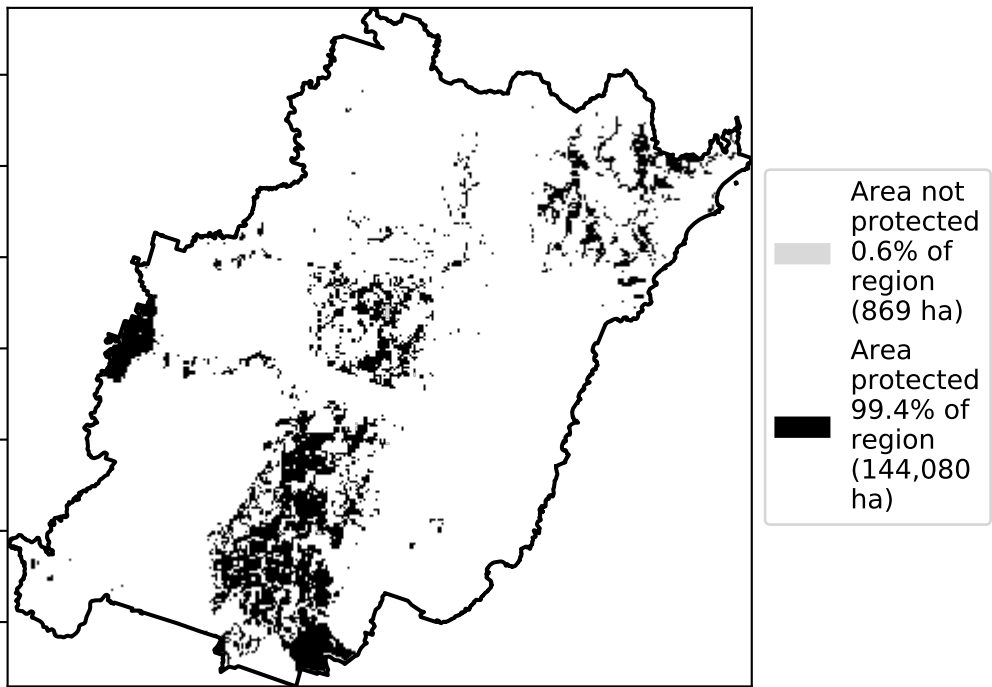 Area not
protected
0.6% of
region
(869 ha)
Area
protected
99.4% of
region
(144,080
ha)